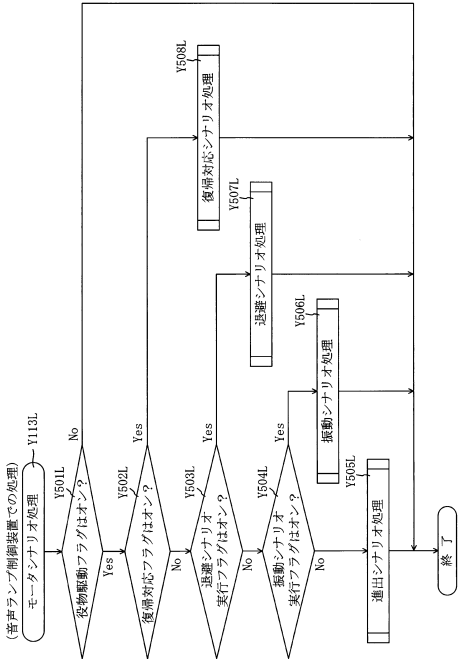 (音声ランプ制御装置での処理)
モータシナリオ処理
Y113L
Y501L
役物駆動フラグはオン？
No
Yes
Y502L
復帰対応フラグはオン？
Yes
No
Y503L
退避シナリオ
実行フラグはオン？
Yes
No
Y504L
振動シナリオ
実行フラグはオン？
Yes
No
Y505L
進出シナリオ処理
Y506L
振動シナリオ処理
Y507L
退避シナリオ処理
Y508L
復帰対応シナリオ処理
終了